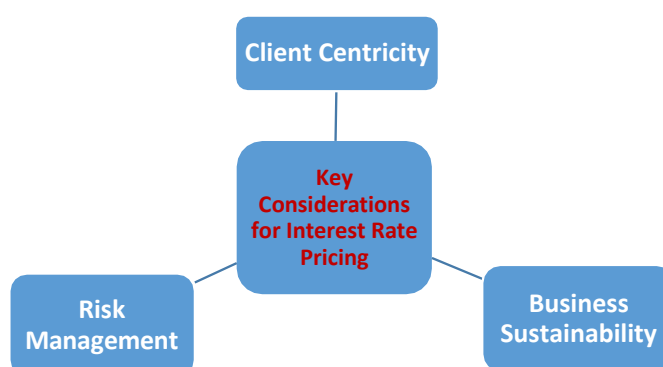 Client Centricity
Key
Considerations
for Interest Rate
Pricing
Risk
Management
Business
Sustainability